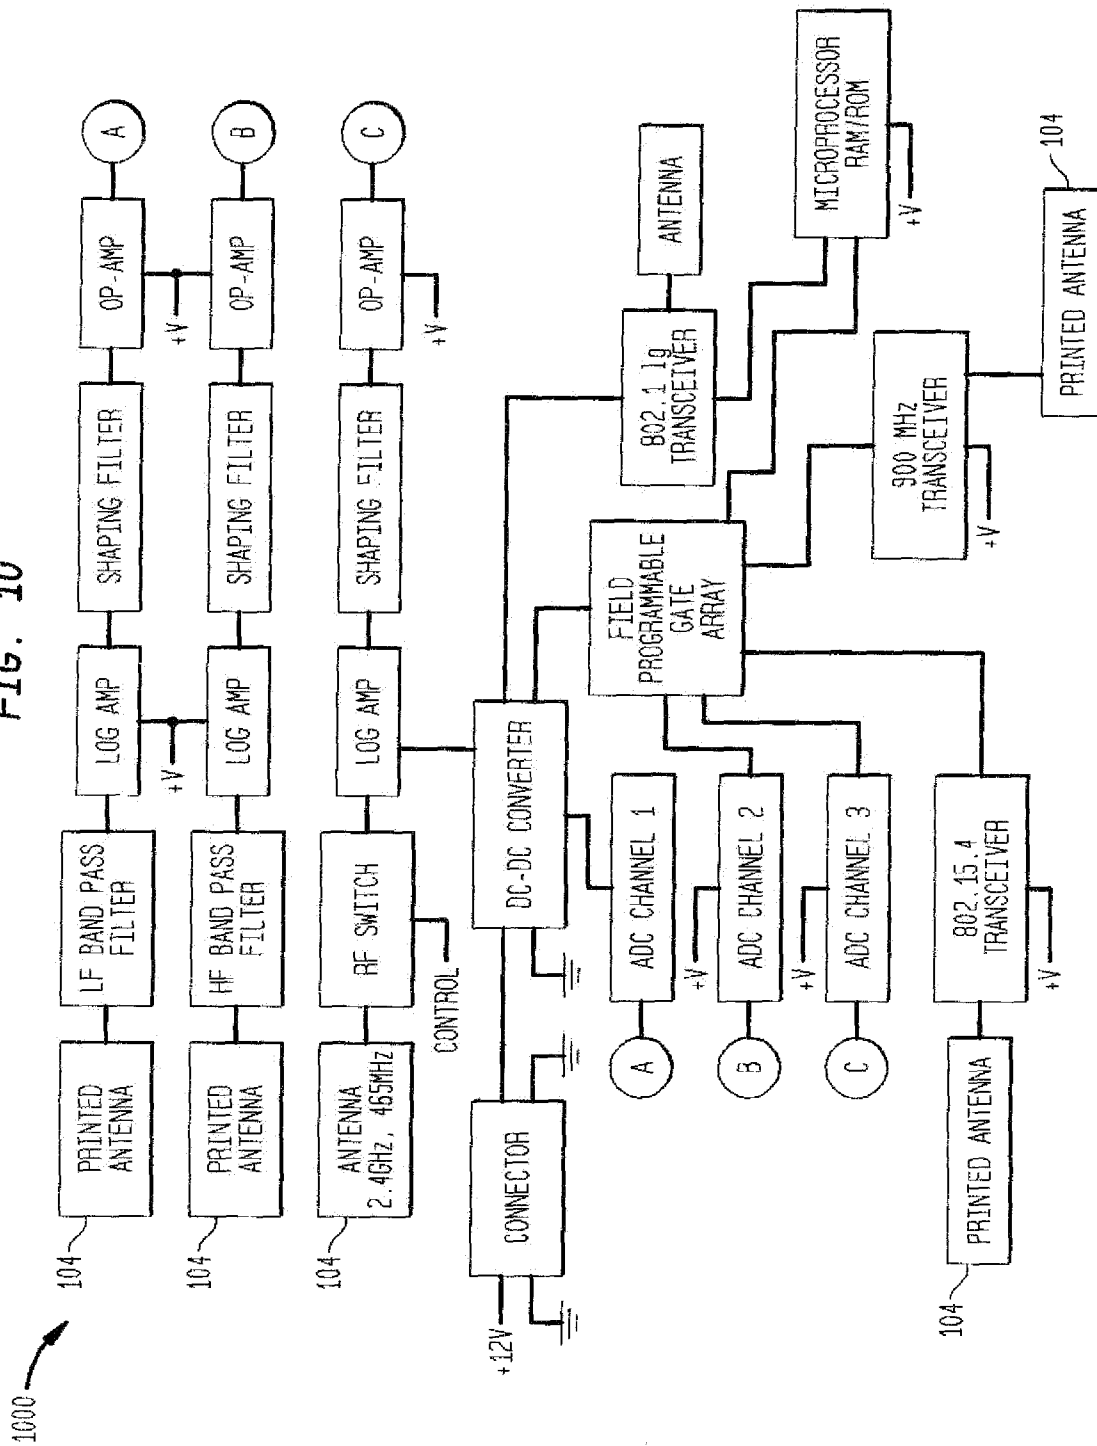 FIG. 10
1000
104
PRINTED
ANTENNA
LF BAND PASS
FILTER
LOG AMP
SHAPING FILTER
OP-AMP
A
+V
+V
104
PRINTED
ANTENNA
HF BAND PASS
FILTER
LOG AMP
SHAPING FILTER
OP-AMP
B
104
ANTENNA
2.4GHz, 465MHz
RF SWITCH
LOG AMP
SHAPING FILTER
OP-AMP
C
CONTROL
+V
+12V
CONNECTOR
DC-DC CONVERTER
A
ADC CHANNEL 1
FIELD
PROGRAMMABLE
GATE
ARRAY
802.1 lg
TRANSCEIVER
ANTENNA
+V
B
ADC CHANNEL 2
+V
C
ADC CHANNEL 3
MICROPROCESSOR
RAM/ROM
+V
104
PRINTED ANTENNA
802.15.4
TRANSCEIVER
+V
900 MHz
TRANSCEIVER
+V
PRINTED ANTENNA
104